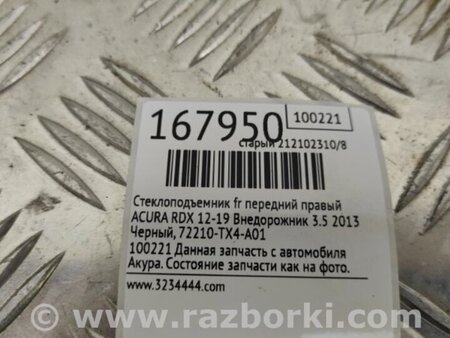 167950
100221
старый 212102310/8
Стеклоподъемник fr передний правый
ACURA RDX 12-19 Внедорожник 3.5 2013
Черный, 72210-TX4-A01
100221 Данная запчасть с автомобиля
Акура. Состояние запчасти как на фото.
www.3234444.com
www.razborki.com